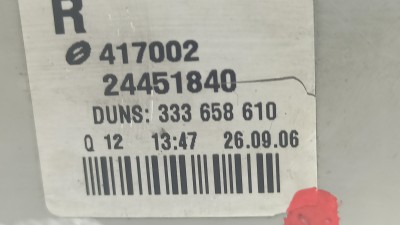 R
417002
24451840
DUNS: 333 658 610
Q 12 13:47 26.09.06